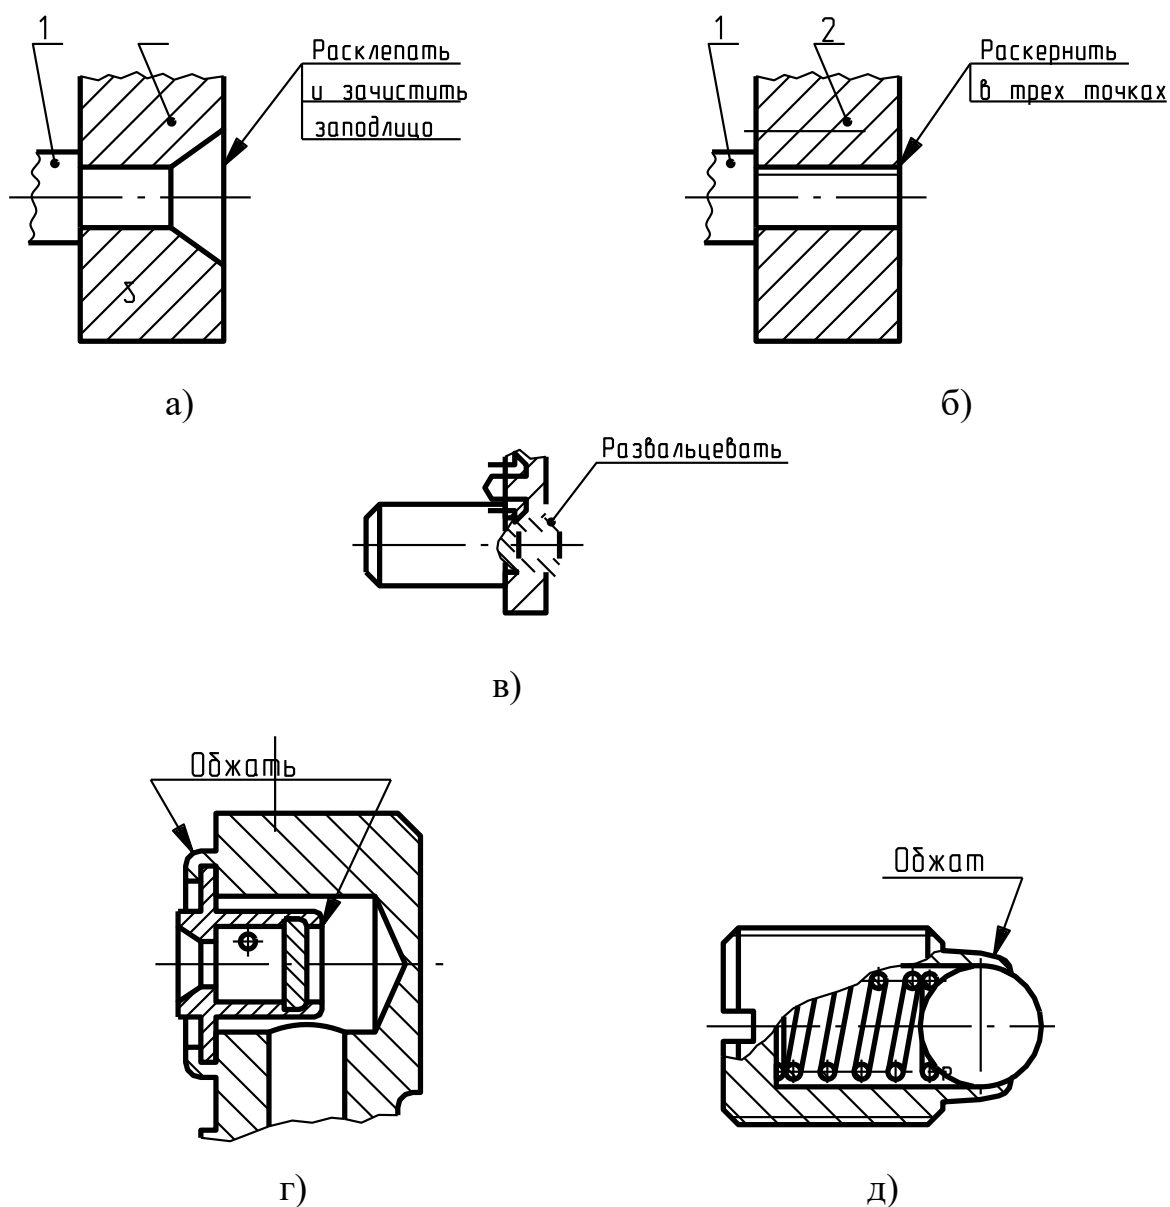 1
Расклепать
и зачистить
заподлицо
1
2
Раскернить
в трех точках
а)
б)
Развальцевать
в)
Обжать
Обжат
г)
д)